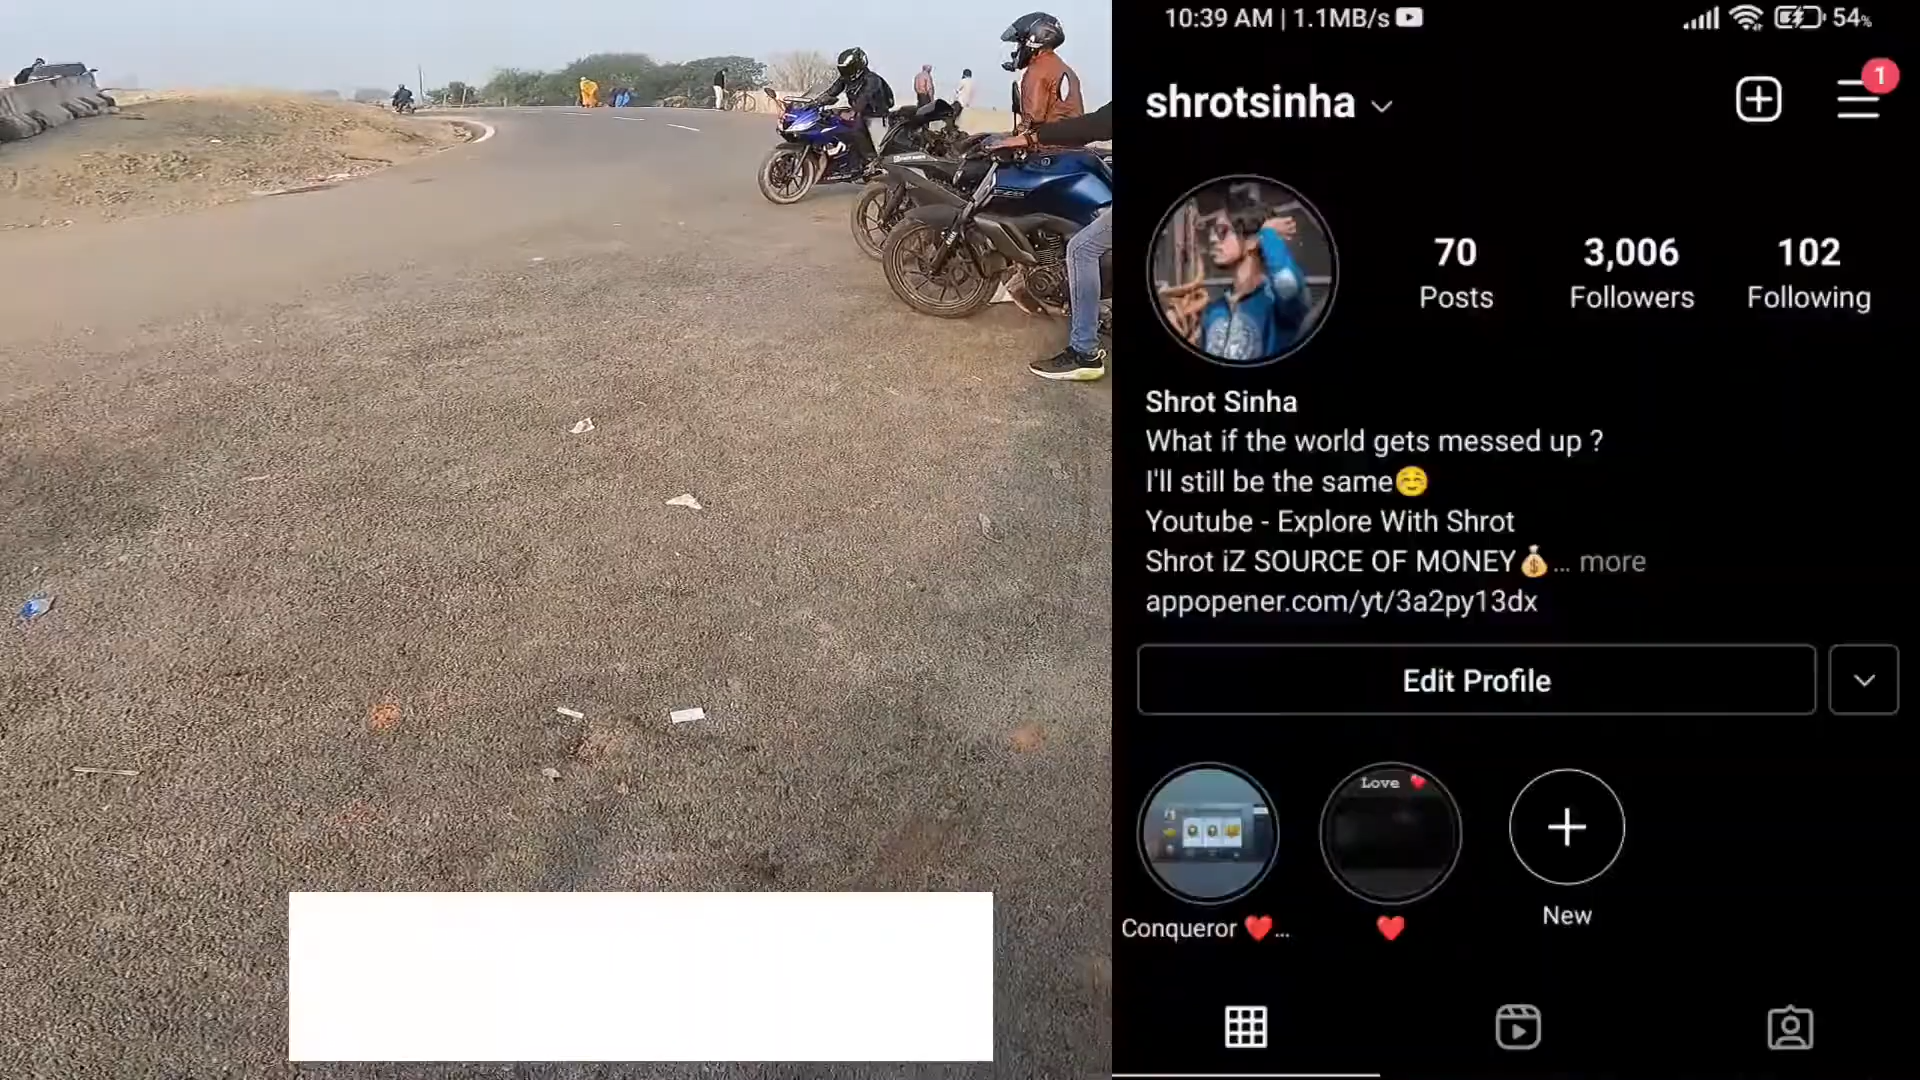 10:39 AM | 1.1MB/s
54%
shrotsinha
1
70
Posts
3,006
Followers
102
Following
Shrot Sinha
What if the world gets messed up ?
I'll still be the same☺️
Youtube - Explore With Shrot
Shrot iZ SOURCE OF MONEY💰... more
appopener.com/yt/3a2py13dx
Edit Profile
Love ❤️
Conqueror ❤️...
❤️
New
FZS